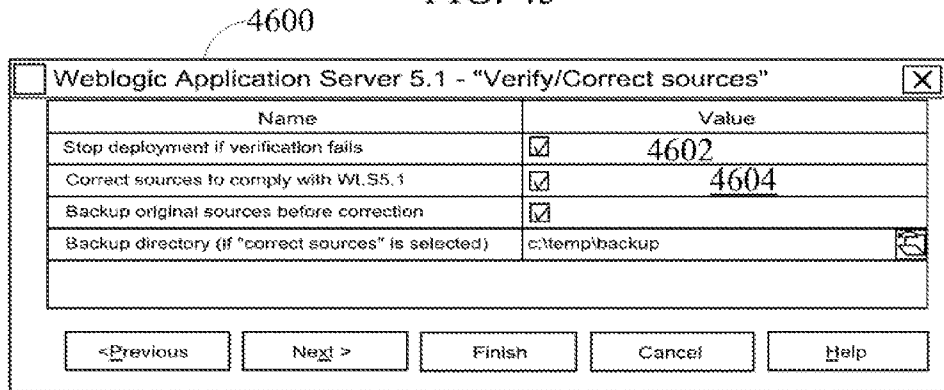 4600
Weblogic Application Server 5.1 - "Verify/Correct sources"
Name Value
Stop deployment if verification fails 4602
Correct sources to comply with WLS5.1 4604
Backup original sources before correction
Backup directory (if "correct sources" is selected) c:\temp\backup
<Previous Next > Finish Cancel Help